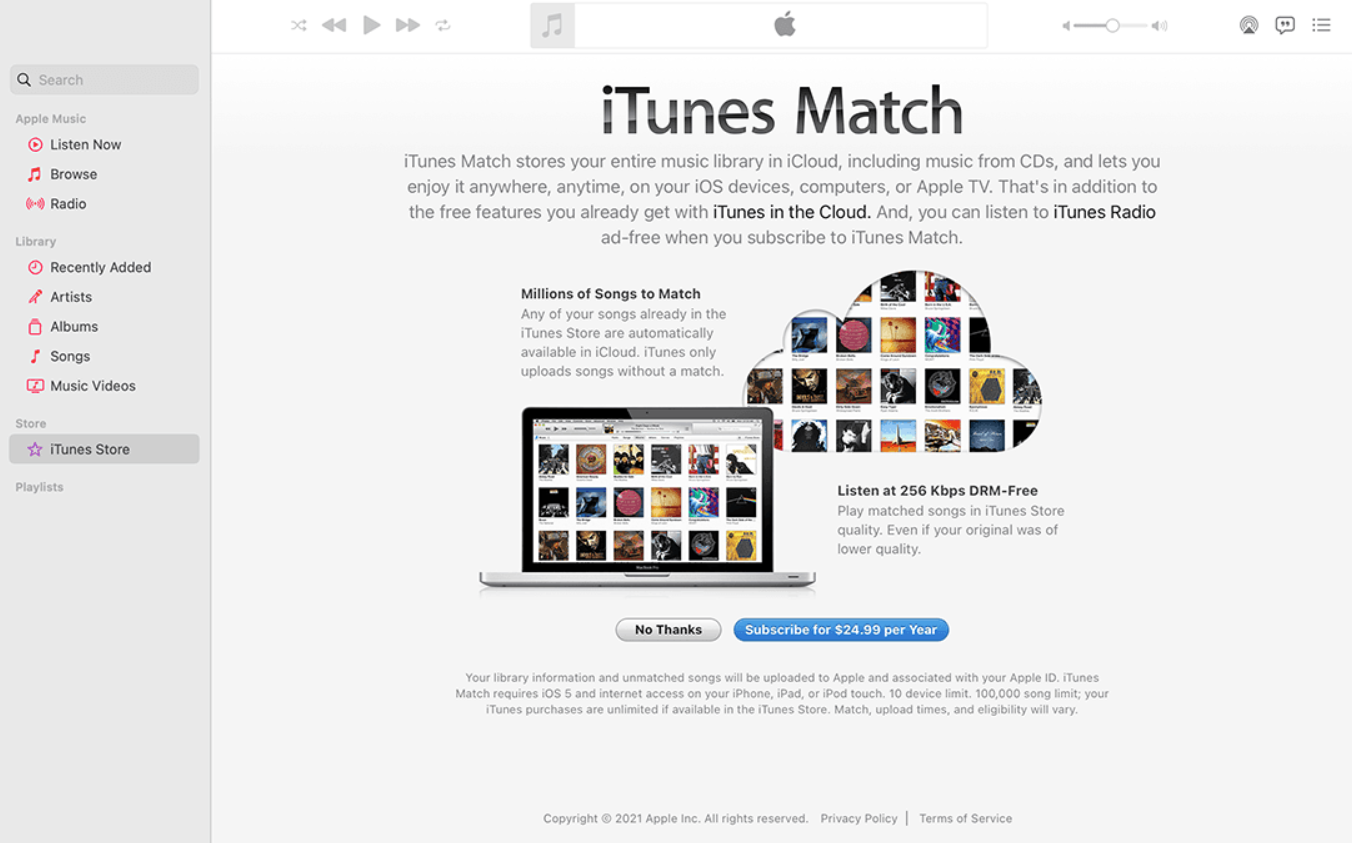 Search
Apple Music
Listen Now
Browse
Radio
Library
Recently Added
Artists
Albums
Songs
Music Videos
Store
iTunes Store
Playlists
iTunes Match
iTunes Match stores your entire music library in iCloud, including music from CDs, and lets you
enjoy it anywhere, anytime, on your iOS devices, computers, or Apple TV. That's in addition to
the free features you already get with iTunes in the Cloud. And, you can listen to iTunes Radio
ad-free when you subscribe to iTunes Match.
Millions of Songs to Match
Any of your songs already in the
iTunes Store are automatically
available in iCloud. iTunes only
uploads songs without a match.
Listen at 256 Kbps DRM-Free
Play matched songs in iTunes Store
quality. Even if your original was of
lower quality.
MacBook Pro
No Thanks
Subscribe for $24.99 per Year
Your library information and unmatched songs will be uploaded to Apple and associated with your Apple ID. iTunes
Match requires iOS 5 and internet access on your iPhone, iPad, or iPod touch. 10 device limit. 100,000 song limit; your
iTunes purchases are unlimited if available in the iTunes Store. Match, upload times, and eligibility will vary.
Copyright © 2021 Apple Inc. All rights reserved. Privacy Policy | Terms of Service